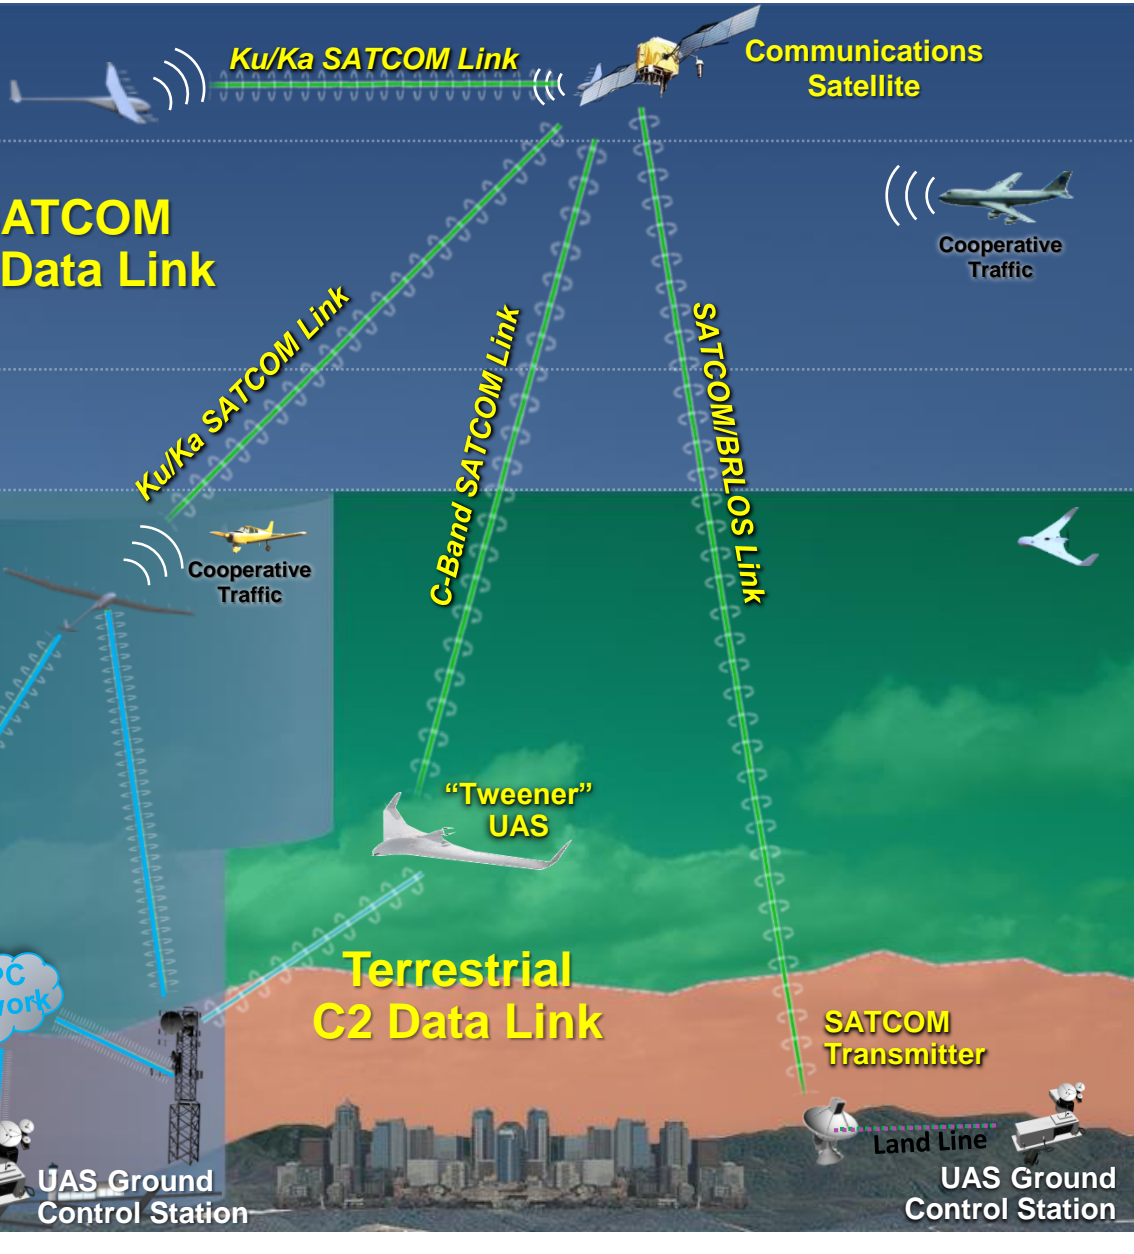 Ku/Ka SATCOM Link
Communications
Satellite
ATCOM
Data Link
Cooperative
Traffic
Ku/Ka SATCOM Link
C-Band SATCOM Link
SATCOM/BRLOS Link
Cooperative
Traffic
“Tweener”
UAS
PC
work
Terrestrial
C2 Data Link
SATCOM
Transmitter
Land Line
UAS Ground
Control Station
UAS Ground
Control Station